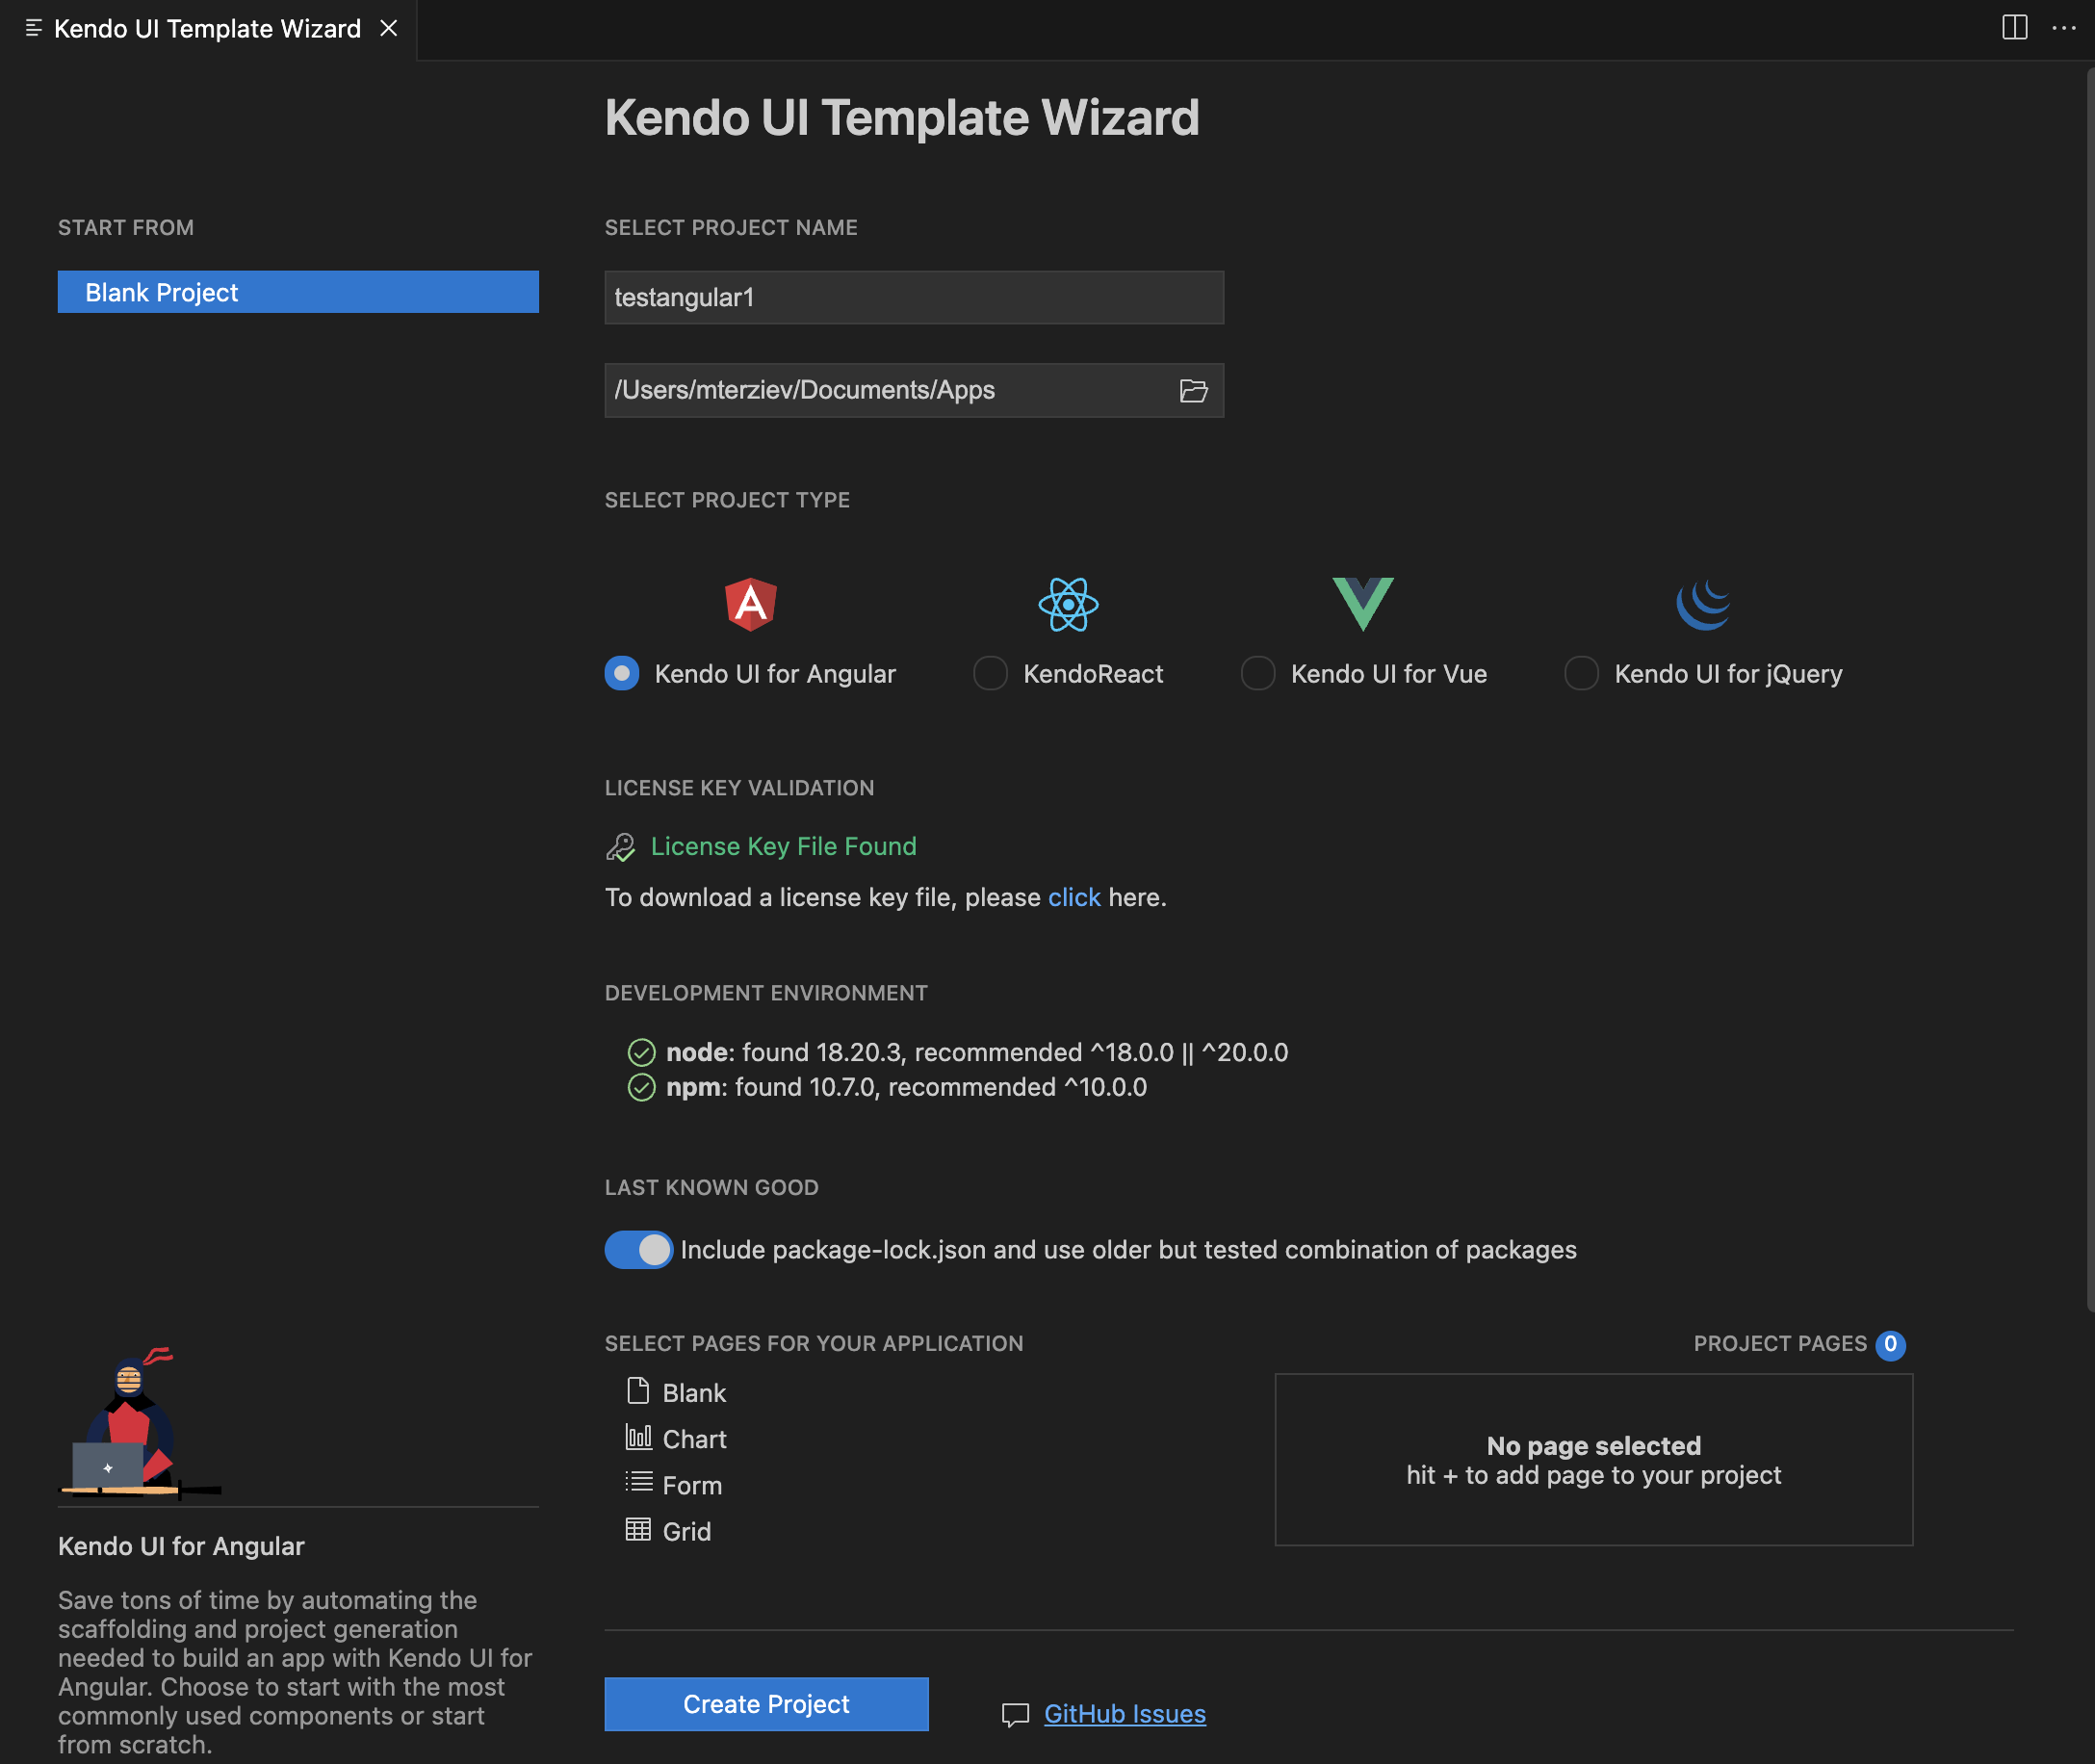 Kendo UI Template Wizard
Kendo UI Template Wizard
START FROM
Blank Project
SELECT PROJECT NAME
testangular1
/Users/mterziev/Documents/Apps
SELECT PROJECT TYPE
Kendo UI for Angular
KendoReact
Kendo UI for Vue
Kendo UI for jQuery
LICENSE KEY VALIDATION
License Key File Found
To download a license key file, please click here.
DEVELOPMENT ENVIRONMENT
node: found 18.20.3, recommended ^18.0.0 || ^20.0.0
npm: found 10.7.0, recommended ^10.0.0
LAST KNOWN GOOD
Include package-lock.json and use older but tested combination of packages
SELECT PAGES FOR YOUR APPLICATION
Blank
Chart
Form
Grid
PROJECT PAGES 0
No page selected
hit + to add page to your project
Kendo UI for Angular
Save tons of time by automating the
scaffolding and project generation
needed to build an app with Kendo UI for
Angular. Choose to start with the most
commonly used components or start
from scratch.
Create Project
GitHub Issues